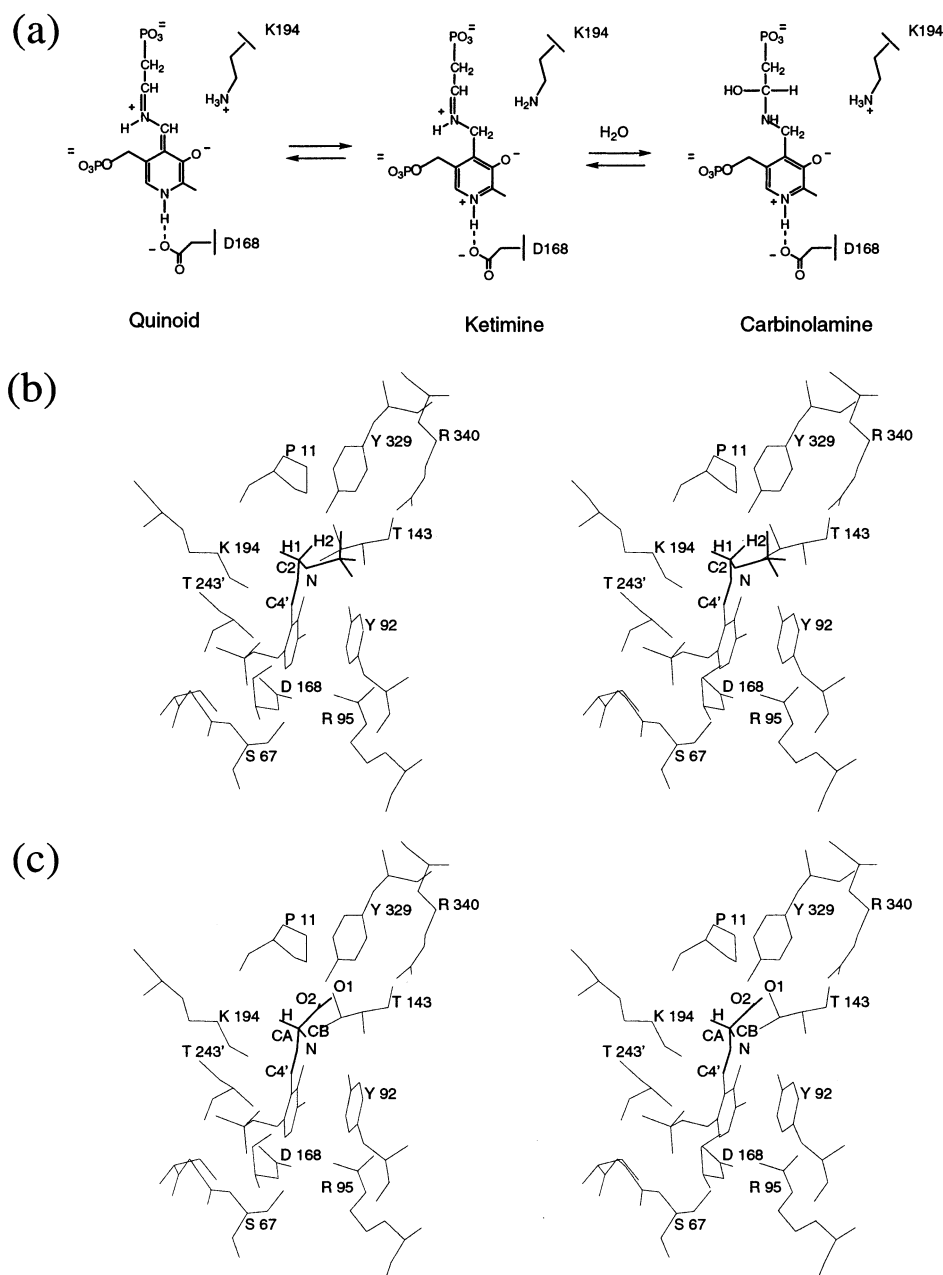 (a)
=
PO3
CH2
CH
+
N
H
CH
K194
H3N
+
=
O3PO
O−
N
H
− O
O
D168
Quinoid
=
PO3
CH2
CH
+
N
H
CH2
K194
H2N
=
O3PO
O−
N
+
H
− O
O
D168
Ketimine
H2O
=
PO3
CH2
HO
C
H
NH
CH2
K194
H3N
+
=
O3PO
O−
N
+
H
− O
O
D168
Carbinolamine
(b)
P 11
Y 329
R 340
K 194
H1
H2
T 143
C2
N
T 243'
C4'
Y 92
D 168
R 95
S 67
P 11
Y 329
R 340
K 194
H1
H2
T 143
C2
N
T 243'
C4'
Y 92
D 168
R 95
S 67
(c)
P 11
Y 329
R 340
O1
O2
K 194
H
T 143
CA
CB
N
T 243'
C4'
Y 92
D 168
R 95
S 67
P 11
Y 329
R 340
O1
O2
K 194
H
T 143
CA
CB
N
T 243'
C4'
Y 92
D 168
R 95
S 67